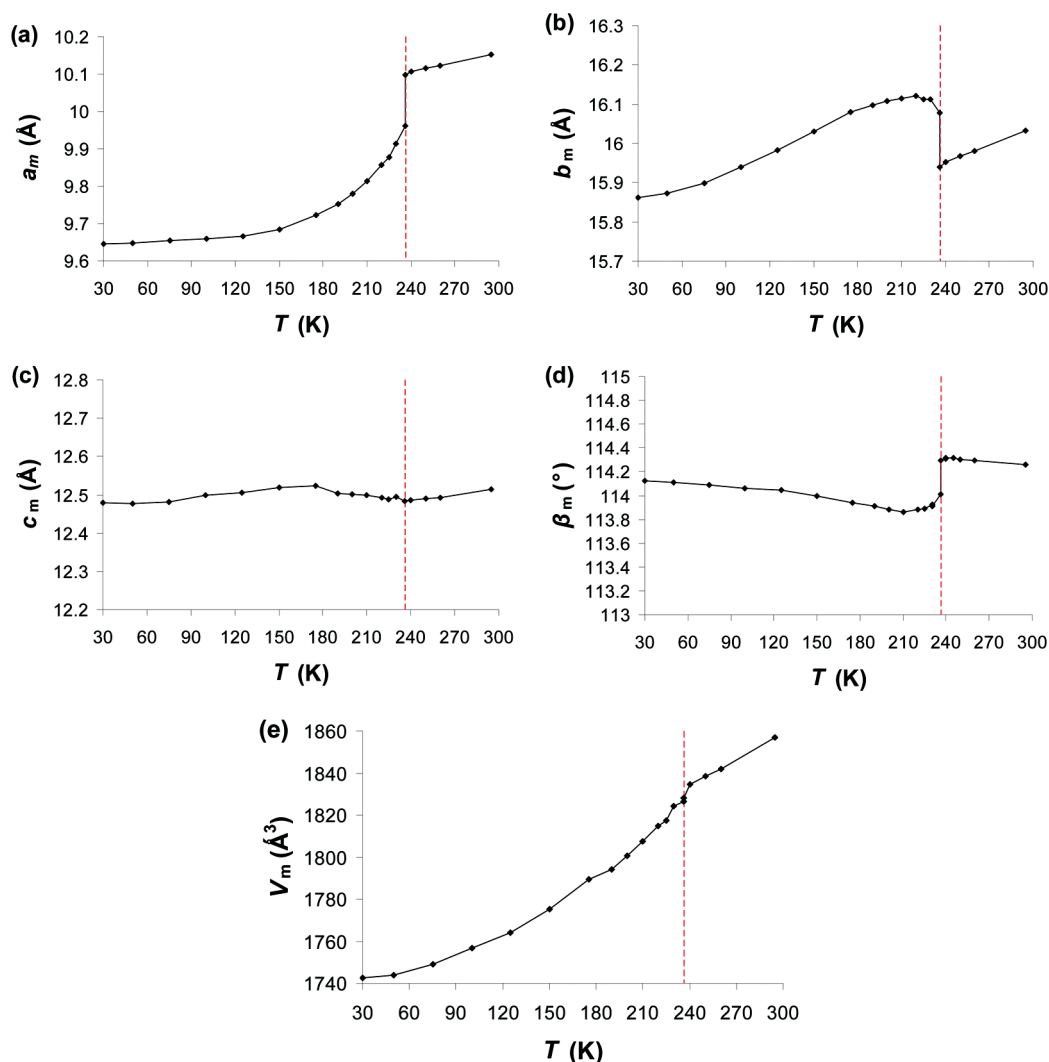 (a)
10.2
10.1
10
9.9
9.8
9.7
9.6
a_m (Å)
30 60 90 120 150 180 210 240 270 300
T (K)
(b)
16.3
16.2
16.1
16
15.9
15.8
15.7
b_m (Å)
30 60 90 120 150 180 210 240 270 300
T (K)
(c)
12.8
12.7
12.6
12.5
12.4
12.3
12.2
c_m (Å)
30 60 90 120 150 180 210 240 270 300
T (K)
(d)
115
114.8
114.6
114.4
114.2
114
113.8
113.6
113.4
113.2
113
β_m (°)
30 60 90 120 150 180 210 240 270 300
T (K)
(e)
1860
1840
1820
1800
1780
1760
1740
V_m (Å³)
30 60 90 120 150 180 210 240 270 300
T (K)